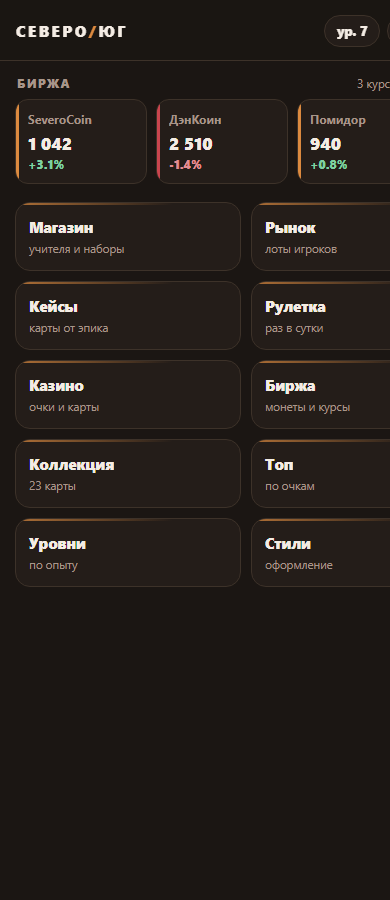 СЕВЕРО/ЮГ
ур. 7
БИРЖА
3 курс
SeveroCoin
1 042
+3.1%
ДэнКоин
2 510
-1.4%
Помидор
940
+0.8%
Магазин
учителя и наборы
Рынок
лоты игроков
Кейсы
карты от эпика
Рулетка
раз в сутки
Казино
очки и карты
Биржа
монеты и курсы
Коллекция
23 карты
Топ
по очкам
Уровни
по опыту
Стили
оформление